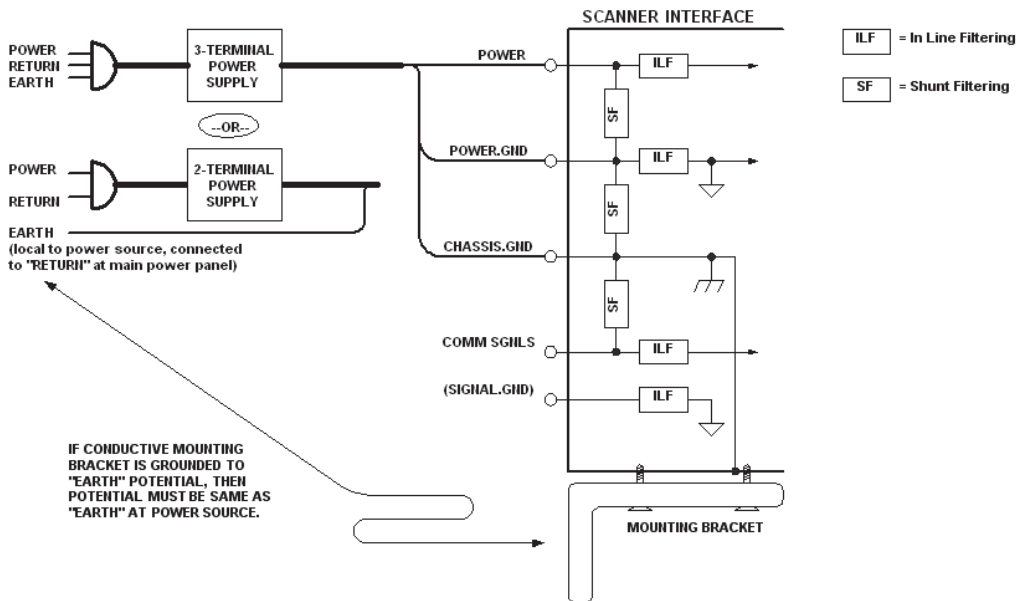 SCANNER INTERFACE
ILF = In Line Filtering
SF = Shunt Filtering
POWER
RETURN
EARTH
3-TERMINAL
POWER
SUPPLY
--OR--
POWER
RETURN
2-TERMINAL
POWER
SUPPLY
EARTH
(local to power source, connected
to "RETURN" at main power panel)
POWER
ILF
SF
POWER.GND
ILF
SF
CHASSIS.GND
SF
COMM SGNLS
ILF
(SIGNAL.GND)
ILF
IF CONDUCTIVE MOUNTING
BRACKET IS GROUNDED TO
"EARTH" POTENTIAL, THEN
POTENTIAL MUST BE SAME AS
"EARTH" AT POWER SOURCE.
MOUNTING BRACKET